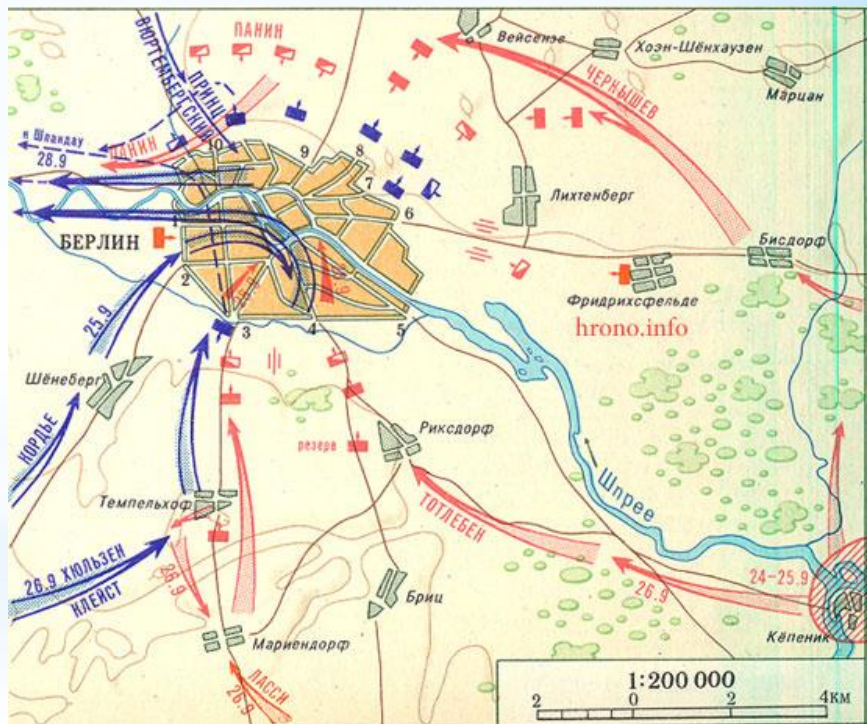 ПАНИН
Вейсензе
Хоэн-Шёнхаузен
Марцан
ВЮРТЕМБЕРГСКИЙ
ПРИНЦ
ЧЕРНЫШЕВ
к Шпандау
28.9
ПАНИН
10
9
8
7
6
Лихтенберг
1
БЕРЛИН
Бисдорф
2
Фридрихсфельде
hrono.info
25.9
3
4
5
Шёнеберг
НОРДЬЕ
Риксдорф
резерв
Шпрее
Темпельхоф
ТОТЛЕБЕН
26.9 ХЮЛЬЗЕН
КЛЕЙСТ
26.9
26.9
24-25.9
Бриц
Кёпеник
Мариендорф
ЛАССИ
26.9
1:200 000
2 0 2 4км